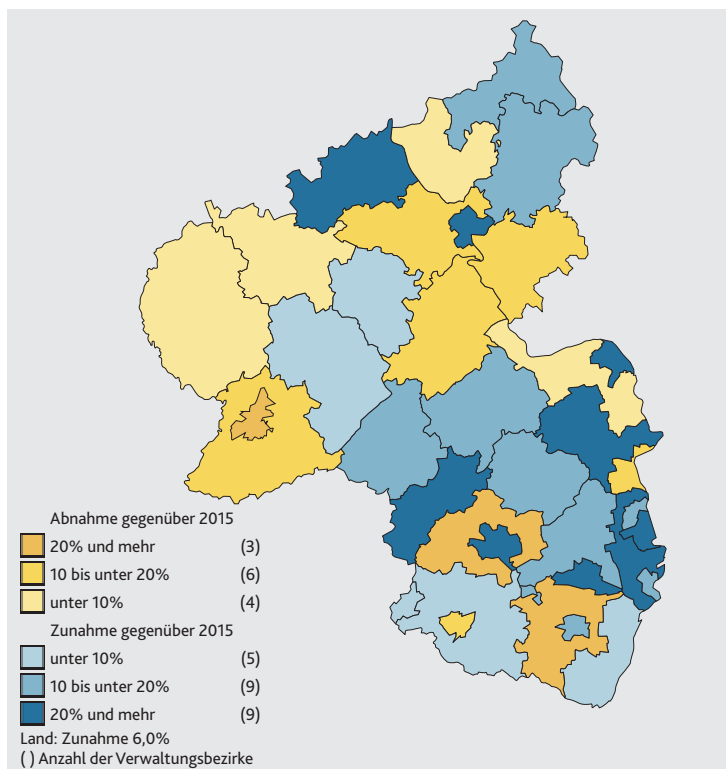 Abnahme gegenüber 2015
20% und mehr (3)
10 bis unter 20% (6)
unter 10% (4)
Zunahme gegenüber 2015
unter 10% (5)
10 bis unter 20% (9)
20% und mehr (9)
Land: Zunahme 6,0%
( ) Anzahl der Verwaltungsbezirke